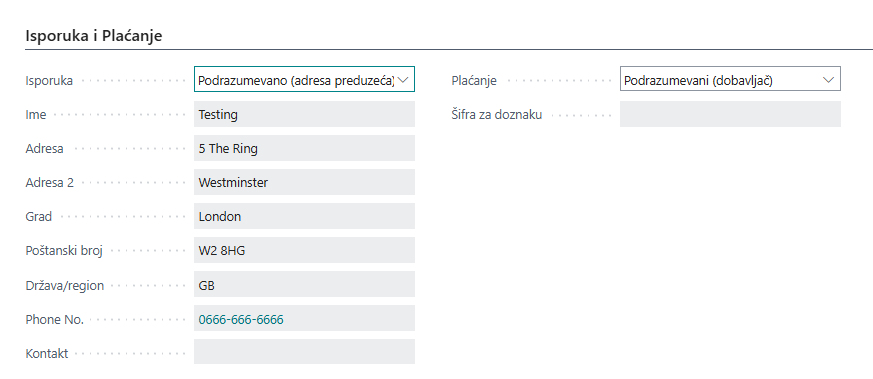 Isporuka i Plaćanje
Isporuka Podrazumevano (adresa preduzeća)
Ime Testing
Adresa 5 The Ring
Adresa 2 Westminster
Grad London
Poštanski broj W2 8HG
Država/region GB
Phone No. 0666-666-6666
Kontakt
Plaćanje Podrazumevani (dobavljač)
Šifra za doznaku